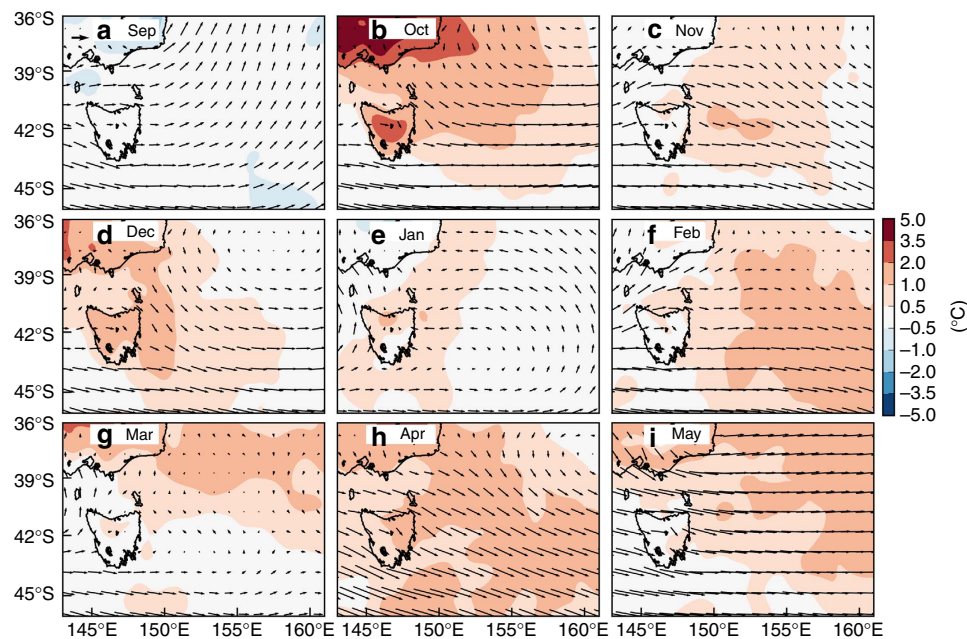 36°S a Sep b Oct c Nov
39°S
42°S
45°S
36°S d Dec e Jan f Feb
39°S
42°S
45°S
36°S g Mar h Apr i May
39°S
42°S
45°S
145°E 150°E 155°E 160°E 145°E 150°E 155°E 160°E 145°E 150°E 155°E 160°E
5.0
3.5
2.0
1.0
0.5
−0.5
−1.0
−2.0
−3.5
−5.0
(°C)